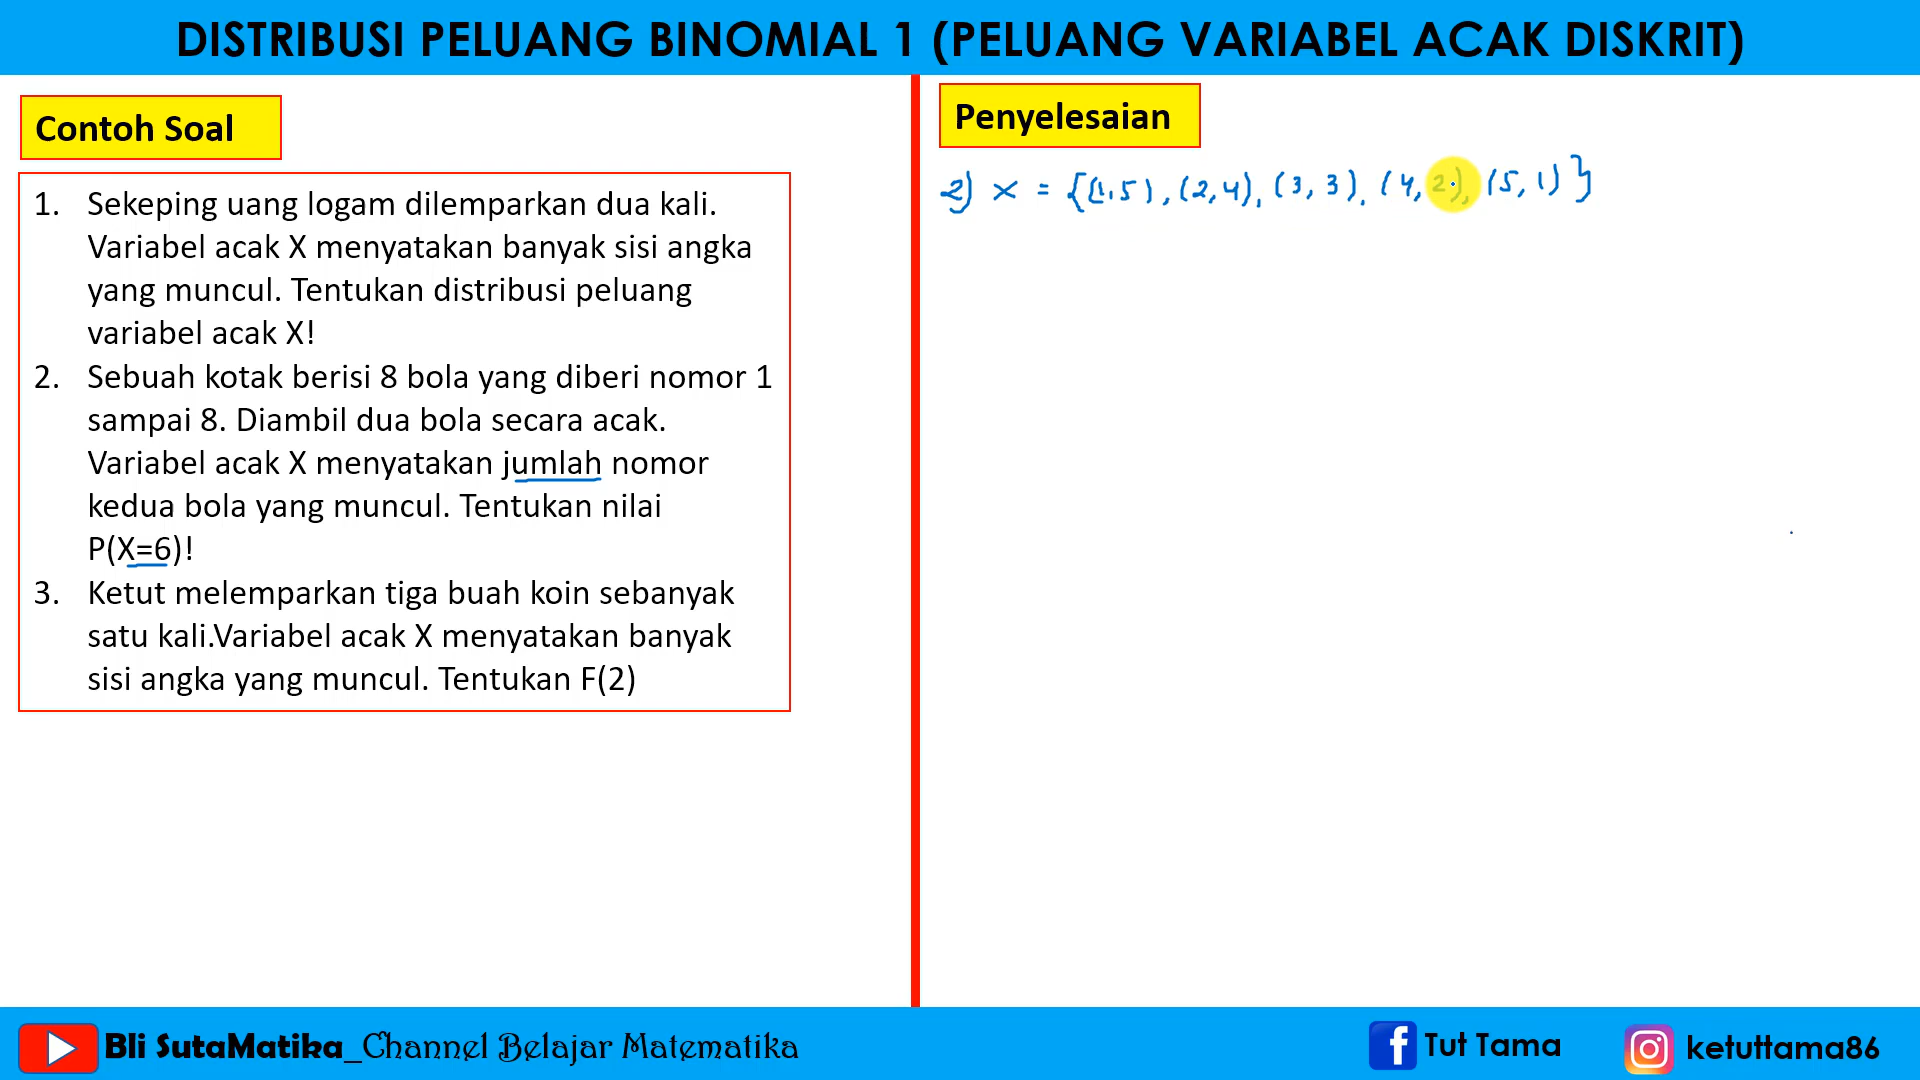 DISTRIBUSI PELUANG BINOMIAL 1 (PELUANG VARIABEL ACAK DISKRIT)
Contoh Soal
1. Sekeping uang logam dilemparkan dua kali.
Variabel acak X menyatakan banyak sisi angka
yang muncul. Tentukan distribusi peluang
variabel acak X!
2. Sebuah kotak berisi 8 bola yang diberi nomor 1
sampai 8. Diambil dua bola secara acak.
Variabel acak X menyatakan jumlah nomor
kedua bola yang muncul. Tentukan nilai
P(X=6)!
3. Ketut melemparkan tiga buah koin sebanyak
satu kali.Variabel acak X menyatakan banyak
sisi angka yang muncul. Tentukan F(2)
Penyelesaian
2) x = {(1,5), (2,4), (3,3), (4,2), (5,1)}
Bli SutaMatika_Channel Belajar Matematika
Tut Tama
ketuttama86